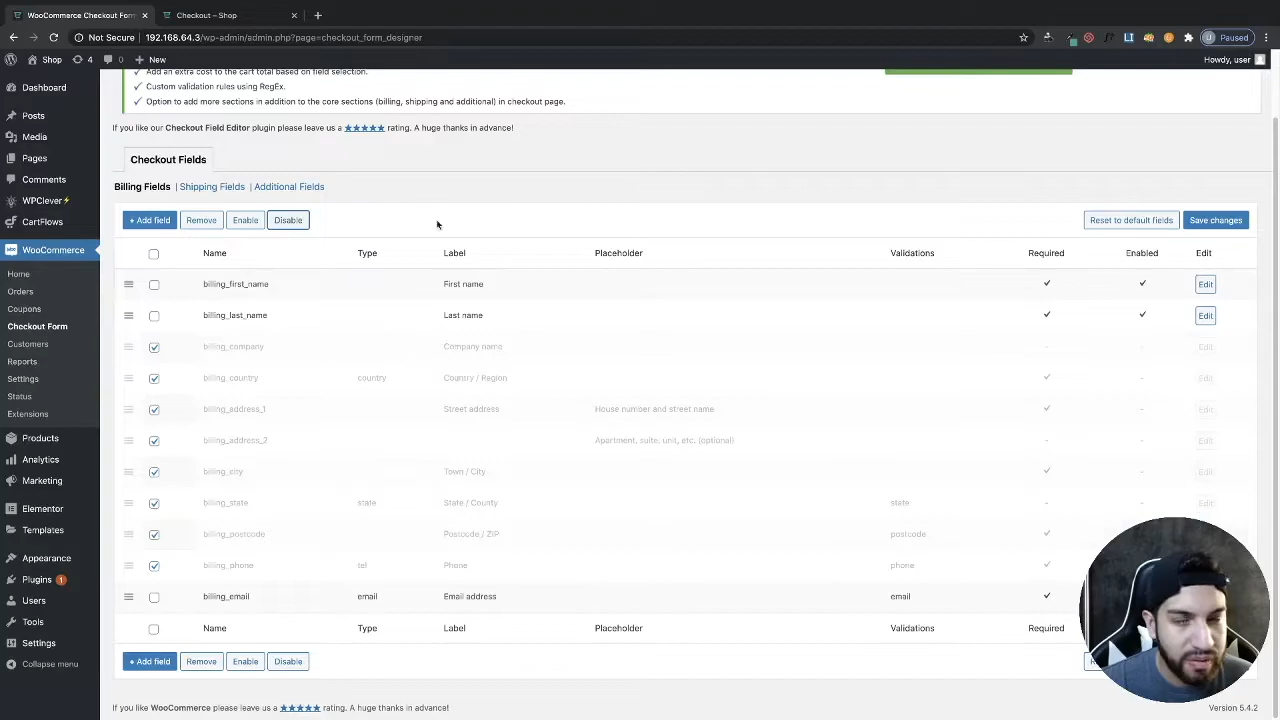 WooCommerce Checkout Form
Checkout – Shop
Not Secure 192.168.64.3/wp-admin/admin.php?page=checkout_form_designer
Paused
Shop 4 0 New
Howdy, user
Add an extra cost to the cart total based on field selection.
Custom validation rules using RegEx.
Option to add more sections in addition to the core sections (billing, shipping and additional) in checkout page.
If you like our Checkout Field Editor plugin please leave us a ★★★★★ rating. A huge thanks in advance!
Checkout Fields
Billing Fields | Shipping Fields | Additional Fields
+ Add field Remove Enable Disable Reset to default fields Save changes
Name Type Label Placeholder Validations Required Enabled Edit
billing_first_name First name Edit
billing_last_name Last name Edit
billing_company Company name - - Edit
billing_country country Country / Region - Edit
billing_address_1 Street address House number and street name - Edit
billing_address_2 Apartment, suite, unit, etc. (optional) - - Edit
billing_city Town / City - Edit
billing_state state State / County state - - Edit
billing_postcode Postcode / ZIP postcode
billing_phone tel Phone phone
billing_email email Email address email
Name Type Label Placeholder Validations Required
+ Add field Remove Enable Disable
If you like WooCommerce please leave us a ★★★★★ rating. A huge thanks in advance!
Version 5.4.2
Dashboard
Posts
Media
Pages
Comments
WPClever⚡
CartFlows
WooCommerce
Home
Orders
Coupons
Checkout Form
Customers
Reports
Settings
Status
Extensions
Products
Analytics
Marketing
Elementor
Templates
Appearance
Plugins 1
Users
Tools
Settings
Collapse menu